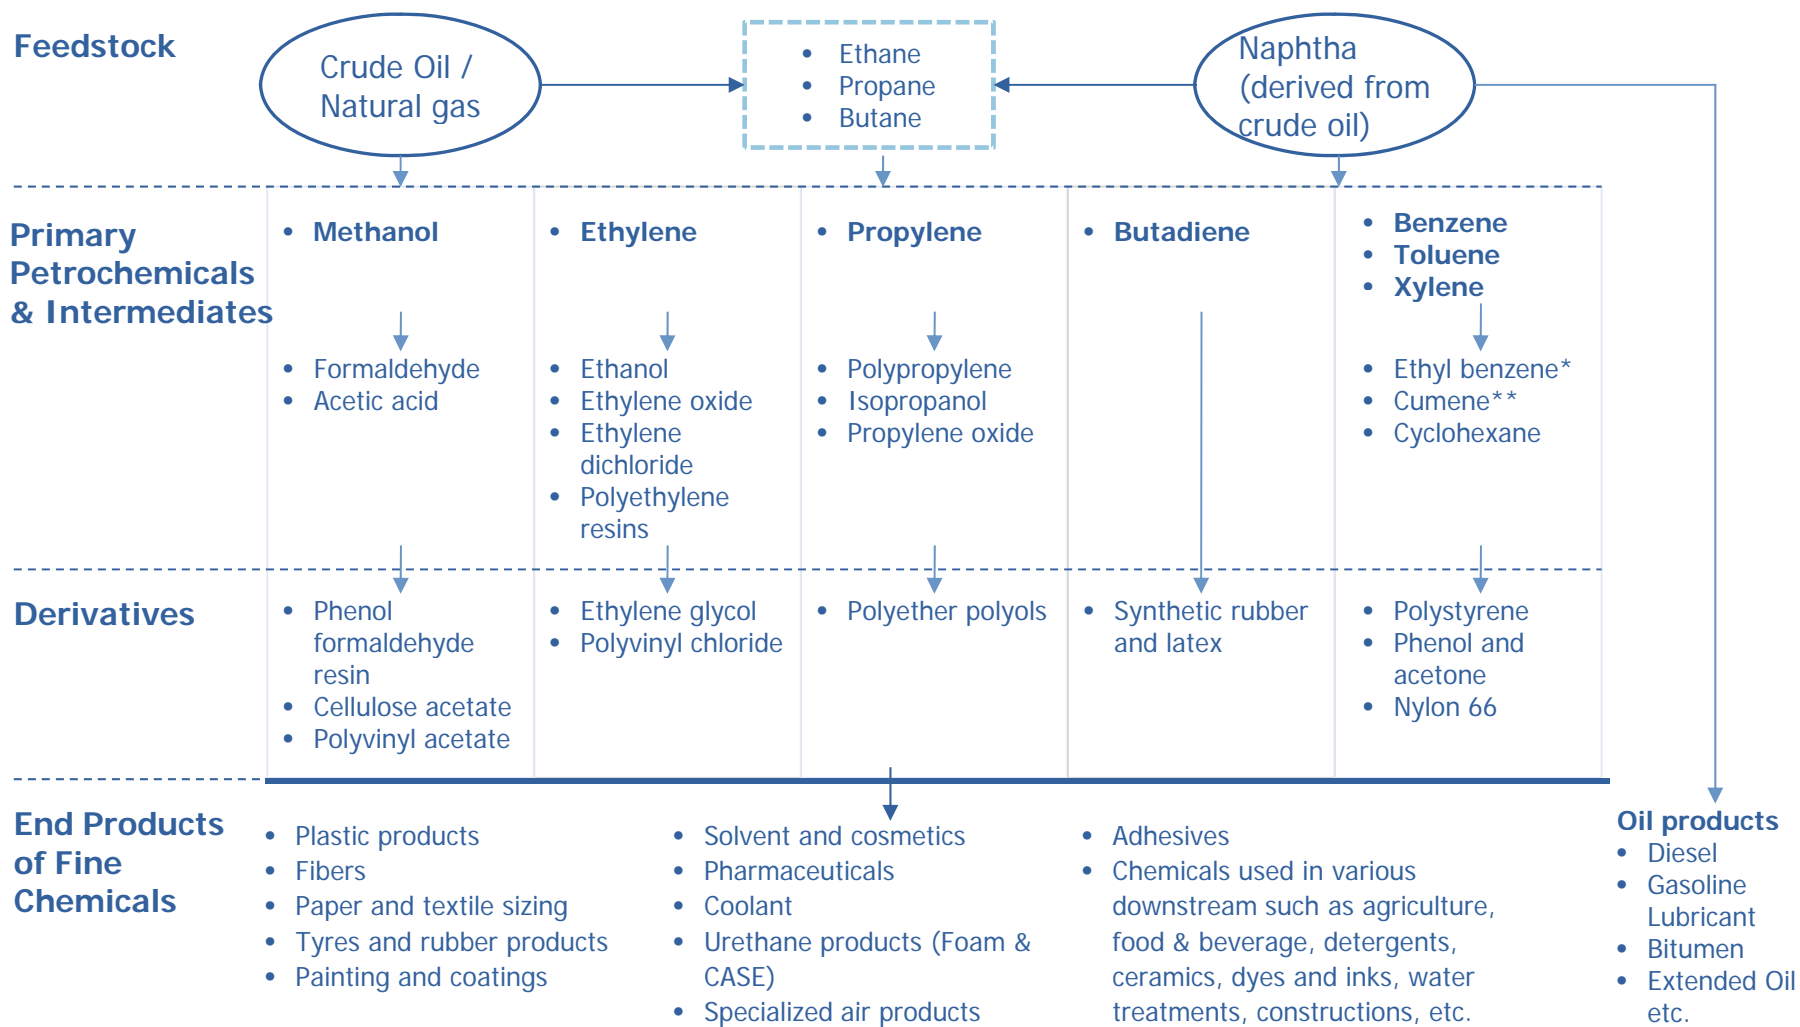 Feedstock
Crude Oil /
Natural gas
• Ethane
• Propane
• Butane
Naphtha
(derived from
crude oil)
Primary
Petrochemicals
& Intermediates
• Methanol
• Ethylene
• Propylene
• Butadiene
• Benzene
• Toluene
• Xylene
• Formaldehyde
• Acetic acid
• Ethanol
• Ethylene oxide
• Ethylene
dichloride
• Polyethylene
resins
• Polypropylene
• Isopropanol
• Propylene oxide
• Ethyl benzene*
• Cumene**
• Cyclohexane
Derivatives
• Phenol
formaldehyde
resin
• Cellulose acetate
• Polyvinyl acetate
• Ethylene glycol
• Polyvinyl chloride
• Polyether polyols
• Synthetic rubber
and latex
• Polystyrene
• Phenol and
acetone
• Nylon 66
End Products
of Fine
Chemicals
• Plastic products
• Fibers
• Paper and textile sizing
• Tyres and rubber products
• Painting and coatings
• Solvent and cosmetics
• Pharmaceuticals
• Coolant
• Urethane products (Foam &
CASE)
• Specialized air products
• Adhesives
• Chemicals used in various
downstream such as agriculture,
food & beverage, detergents,
ceramics, dyes and inks, water
treatments, constructions, etc.
Oil products
• Diesel
• Gasoline
Lubricant
• Bitumen
• Extended Oil
etc.